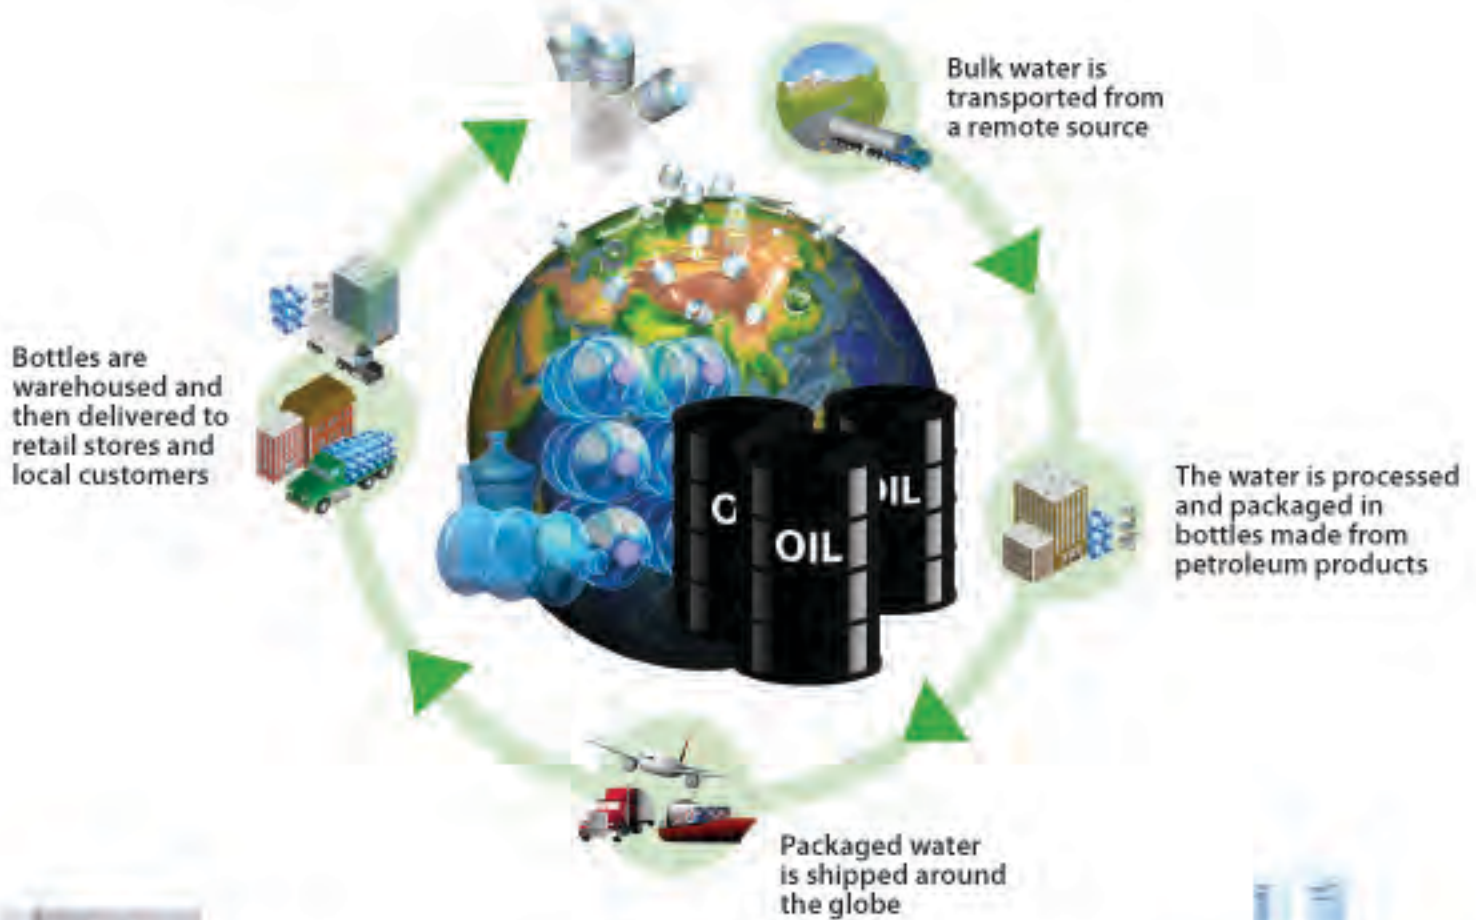 Bulk water is
transported from
a remote source
The water is processed
and packaged in
bottles made from
petroleum products
Packaged water
is shipped around
the globe
Bottles are
warehoused and
then delivered to
retail stores and
local customers
OIL